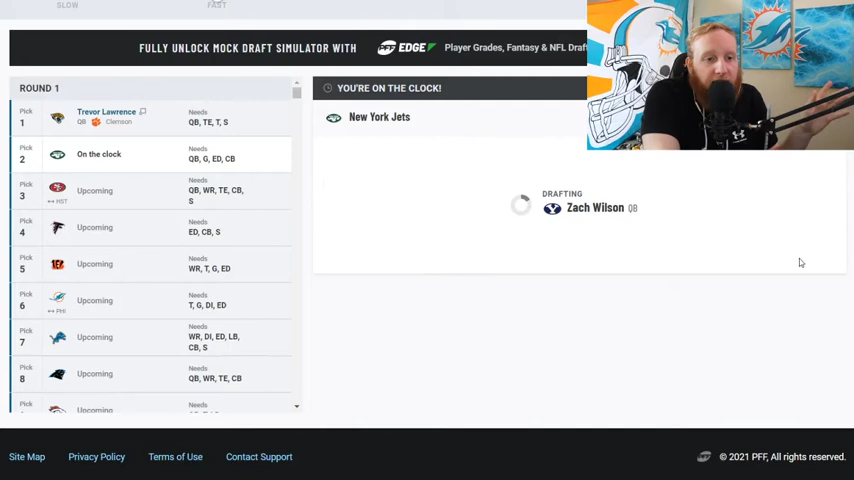 SLOW FAST
FULLY UNLOCK MOCK DRAFT SIMULATOR WITH PFF EDGE Player Grades, Fantasy & NFL Draf
ROUND 1
YOU'RE ON THE CLOCK!
Pick 1
Trevor Lawrence
QB Clemson
Needs
QB, TE, T, S
New York Jets
Pick 2
On the clock
Needs
QB, G, ED, CB
Pick 3
HST
Upcoming
Needs
QB, WR, TE, CB,
S
DRAFTING
Zach Wilson QB
Pick 4
Upcoming
Needs
ED, CB, S
Pick 5
Upcoming
Needs
WR, T, G, ED
Pick 6
PHI
Upcoming
Needs
T, G, DI, ED
Pick 7
Upcoming
Needs
WR, DI, ED, LB,
CB, S
Pick 8
Upcoming
Needs
QB, WR, TE, CB
Pick
Upcoming
Needs
Site Map Privacy Policy Terms of Use Contact Support
© 2021 PFF, All rights reserved.